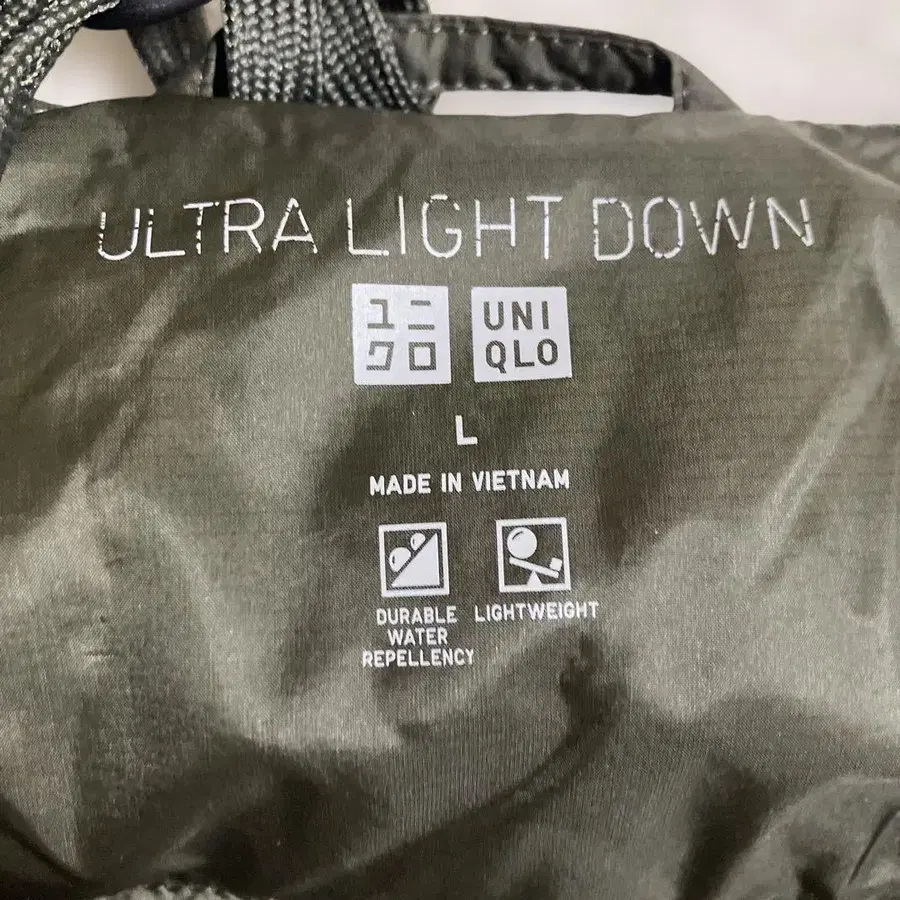 ULTRA LIGHT DOWN
ユニ
クロ
UNI
QLO
L
MADE IN VIETNAM
DURABLE
WATER
REPELLENCY
LIGHTWEIGHT